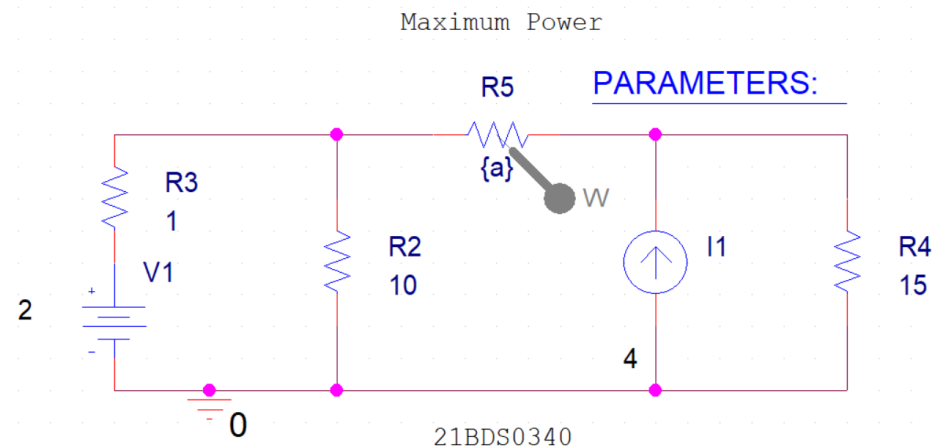 Maximum Power
R5
PARAMETERS:
{a}
W
R3
1
V1
+
2
-
R2
10
I1
4
R4
15
0
21BDS0340